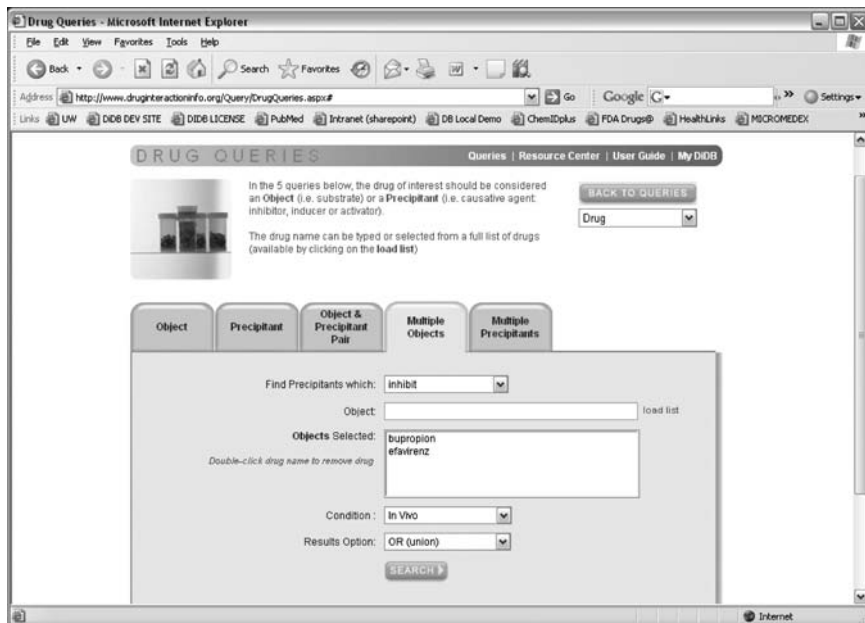 Drug Queries - Microsoft Internet Explorer
File Edit View Favorites Tools Help
Back Search Favorites
Address http://www.druginteractioninfo.org/Query/DrugQueries.aspx# Go Google G Settings
Links UW DiDB DEV SITE DIDB LICENSE PubMed Intranet (sharepoint) DB Local Demo ChemIDplus FDA Drugs@ HealthLinks MICROMEDEX
DRUG QUERIES Queries | Resource Center | User Guide | My DiDB
In the 5 queries below, the drug of interest should be considered
an Object (i.e. substrate) or a Precipitant (i.e. causative agent:
inhibitor, inducer or activator).
BACK TO QUERIES
Drug
The drug name can be typed or selected from a full list of drugs
(available by clicking on the load list)
Object
Precipitant
Object &
Precipitant
Pair
Multiple
Objects
Multiple
Precipitants
Find Precipitants which: inhibit
Object: load list
Objects Selected: bupropion
efavirenz
Double-click drug name to remove drug
Condition : In Vivo
Results Option: OR (union)
SEARCH
Internet